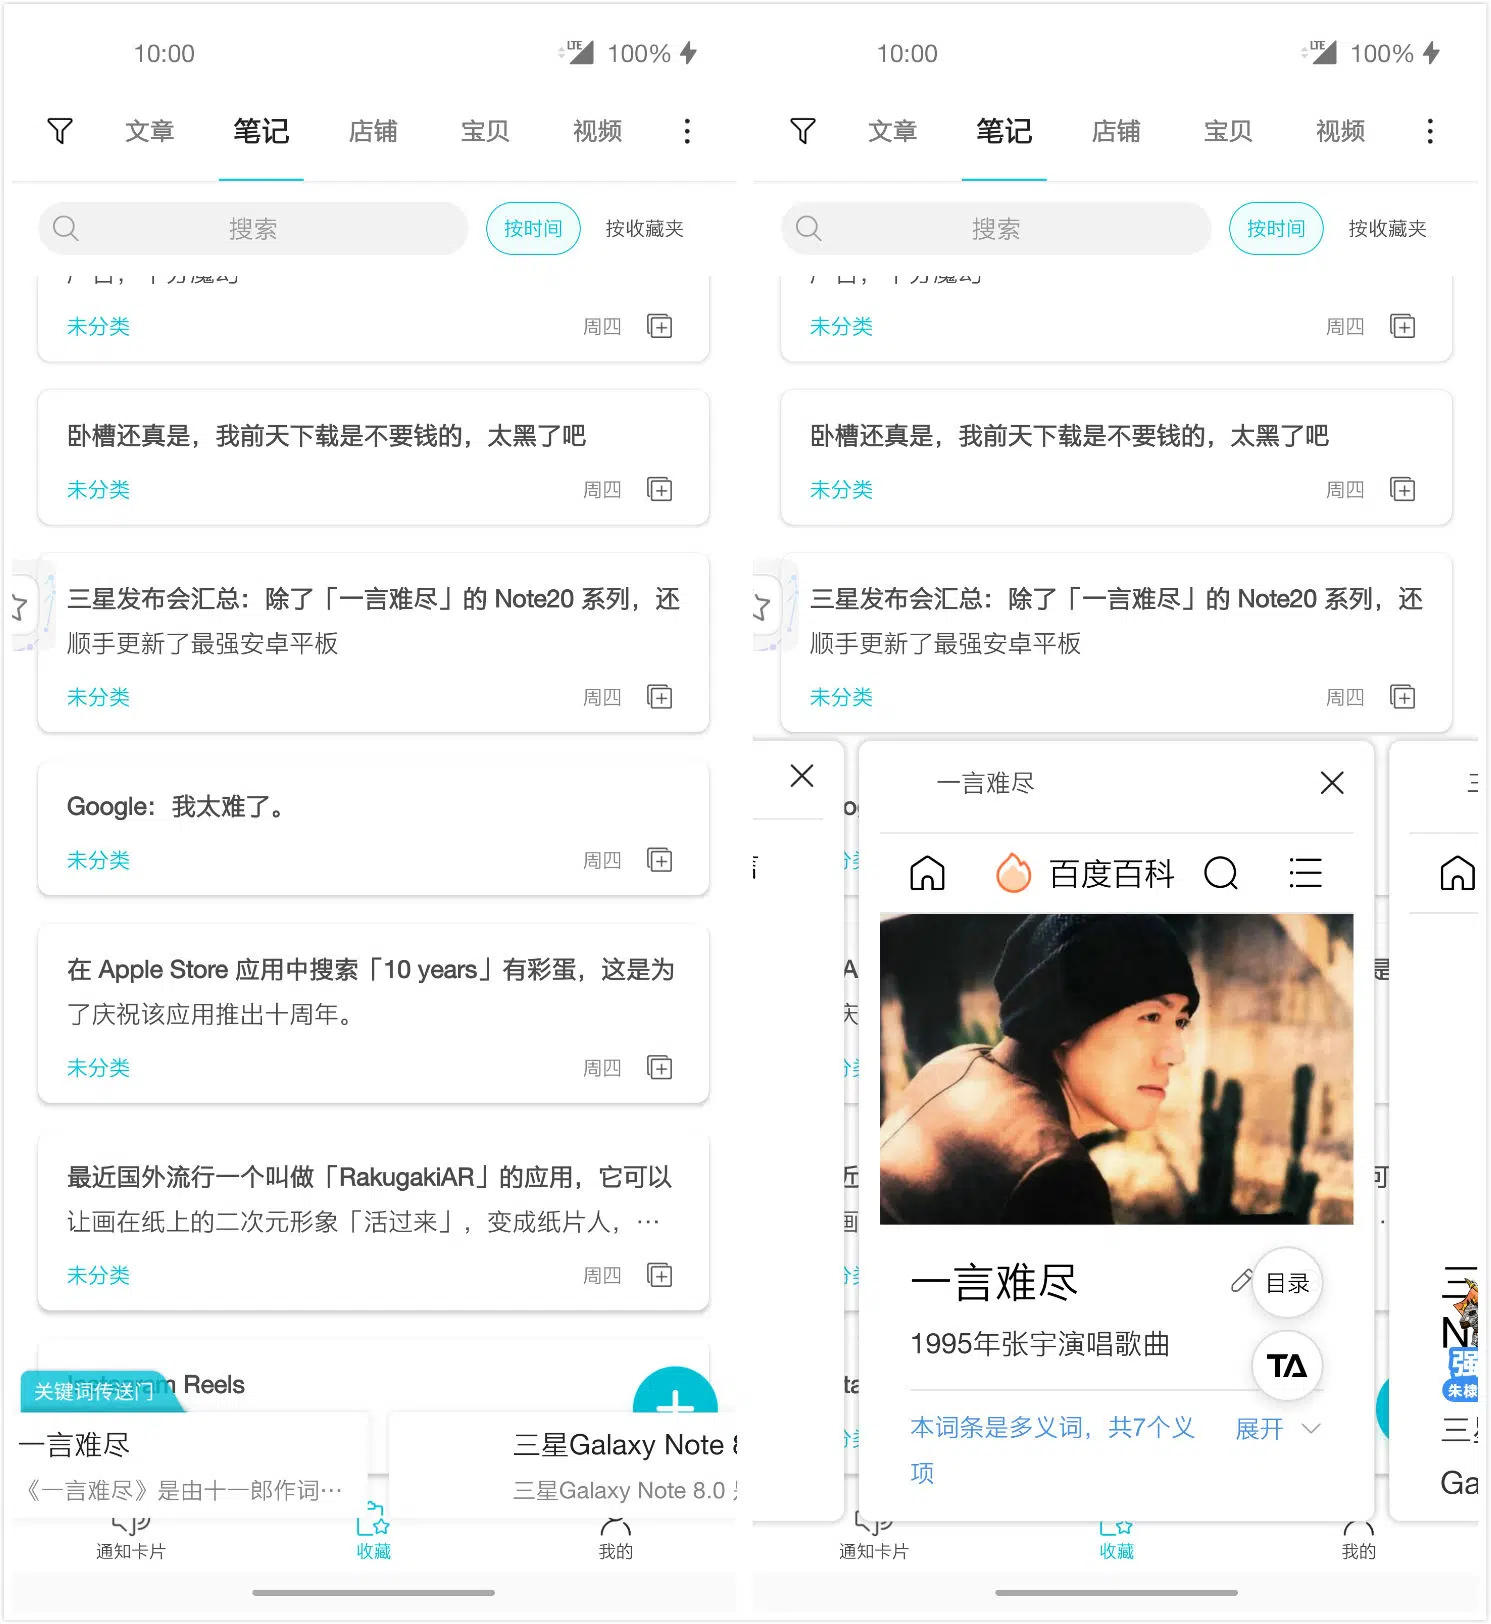 10:00
LTE 100%
文章 笔记 店铺 宝贝 视频
搜索 按时间 按收藏夹
未分类 周四
卧槽还真是，我前天下载是不要钱的，太黑了吧
未分类 周四
三星发布会汇总：除了「一言难尽」的 Note20 系列，还
顺手更新了最强安卓平板
未分类 周四
Google：我太难了。
未分类 周四
在 Apple Store 应用中搜索「10 years」有彩蛋，这是为
了庆祝该应用推出十周年。
未分类 周四
最近国外流行一个叫做「RakugakiAR」的应用，它可以
让画在纸上的二次元形象「活过来」，变成纸片人，…
未分类 周四
Instagram Reels
关键词传送门
一言难尽
《一言难尽》是由十一郎作词…
三星Galaxy Note 8
三星Galaxy Note 8.0
通知卡片 收藏 我的
10:00
LTE 100%
文章 笔记 店铺 宝贝 视频
搜索 按时间 按收藏夹
未分类 周四
卧槽还真是，我前天下载是不要钱的，太黑了吧
未分类 周四
三星发布会汇总：除了「一言难尽」的 Note20 系列，还
顺手更新了最强安卓平板
未分类 周四
一言难尽
百度百科
一言难尽
目录
1995年张宇演唱歌曲
TA
本词条是多义词，共7个义
项
展开
三
N
强
朱棣
三星
Ga
通知卡片 收藏 我的